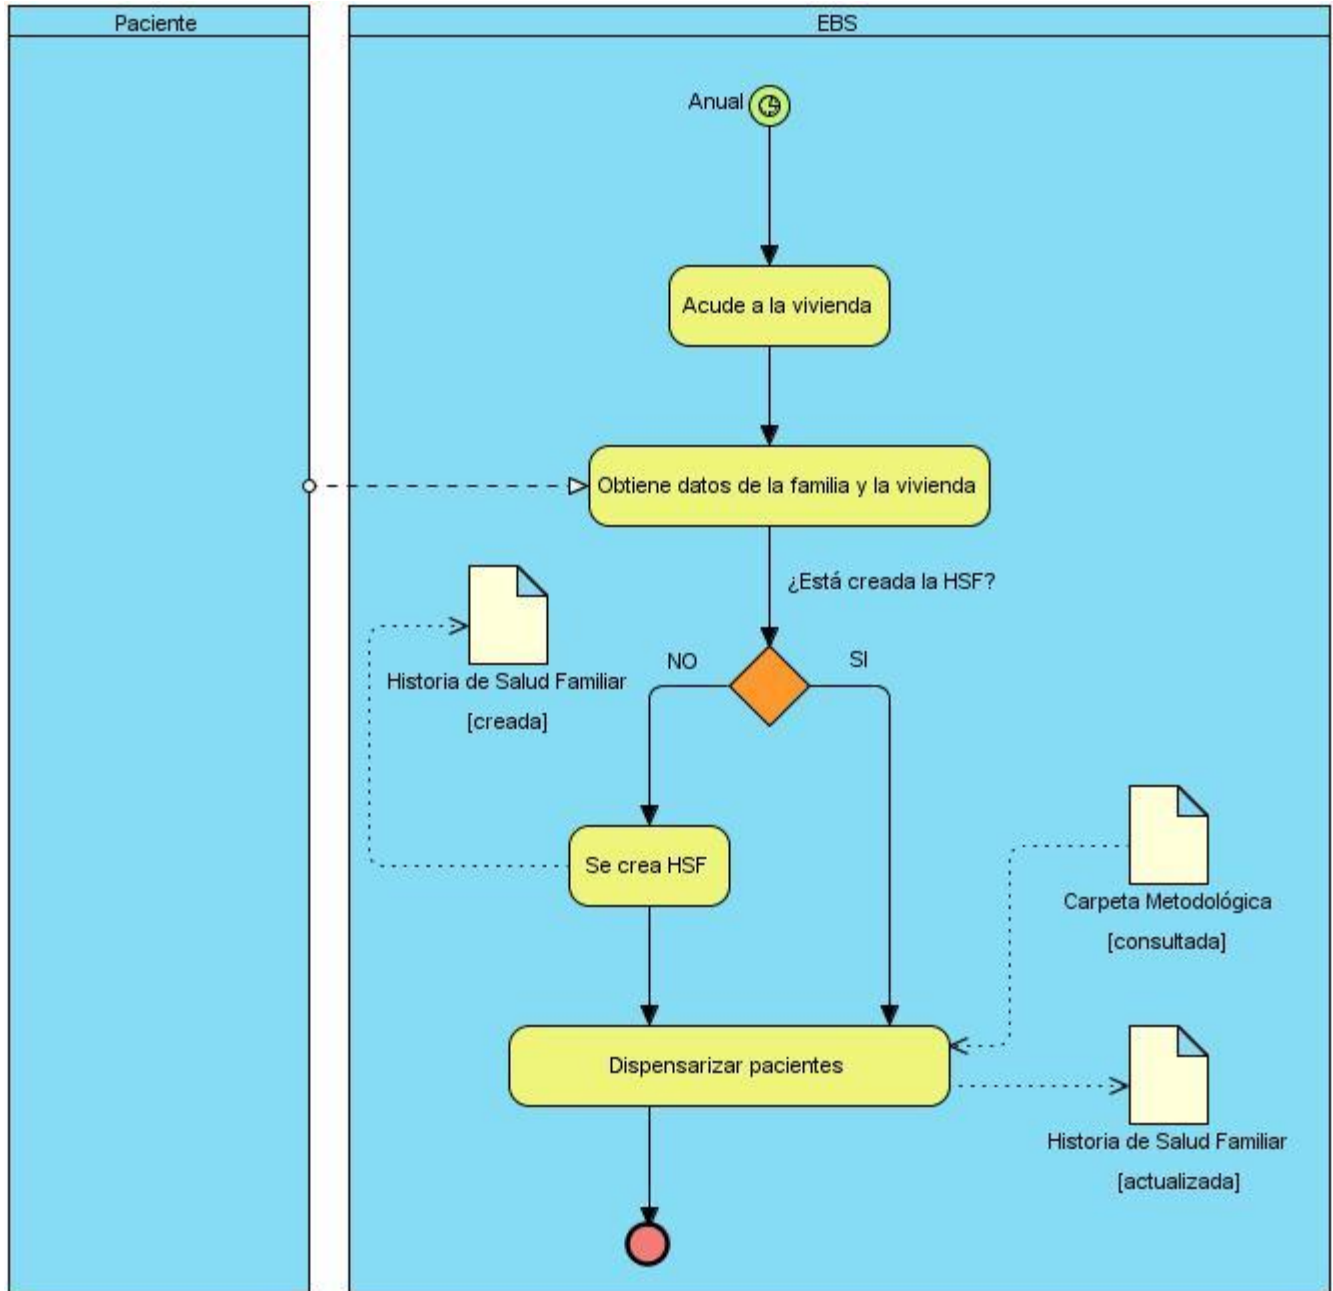 Paciente
EBS
Anual
Acude a la vivienda
Obtiene datos de la familia y la vivienda
¿Está creada la HSF?
NO
SI
Historia de Salud Familiar
[creada]
Se crea HSF
Carpeta Metodológica
[consultada]
Dispensarizar pacientes
Historia de Salud Familiar
[actualizada]